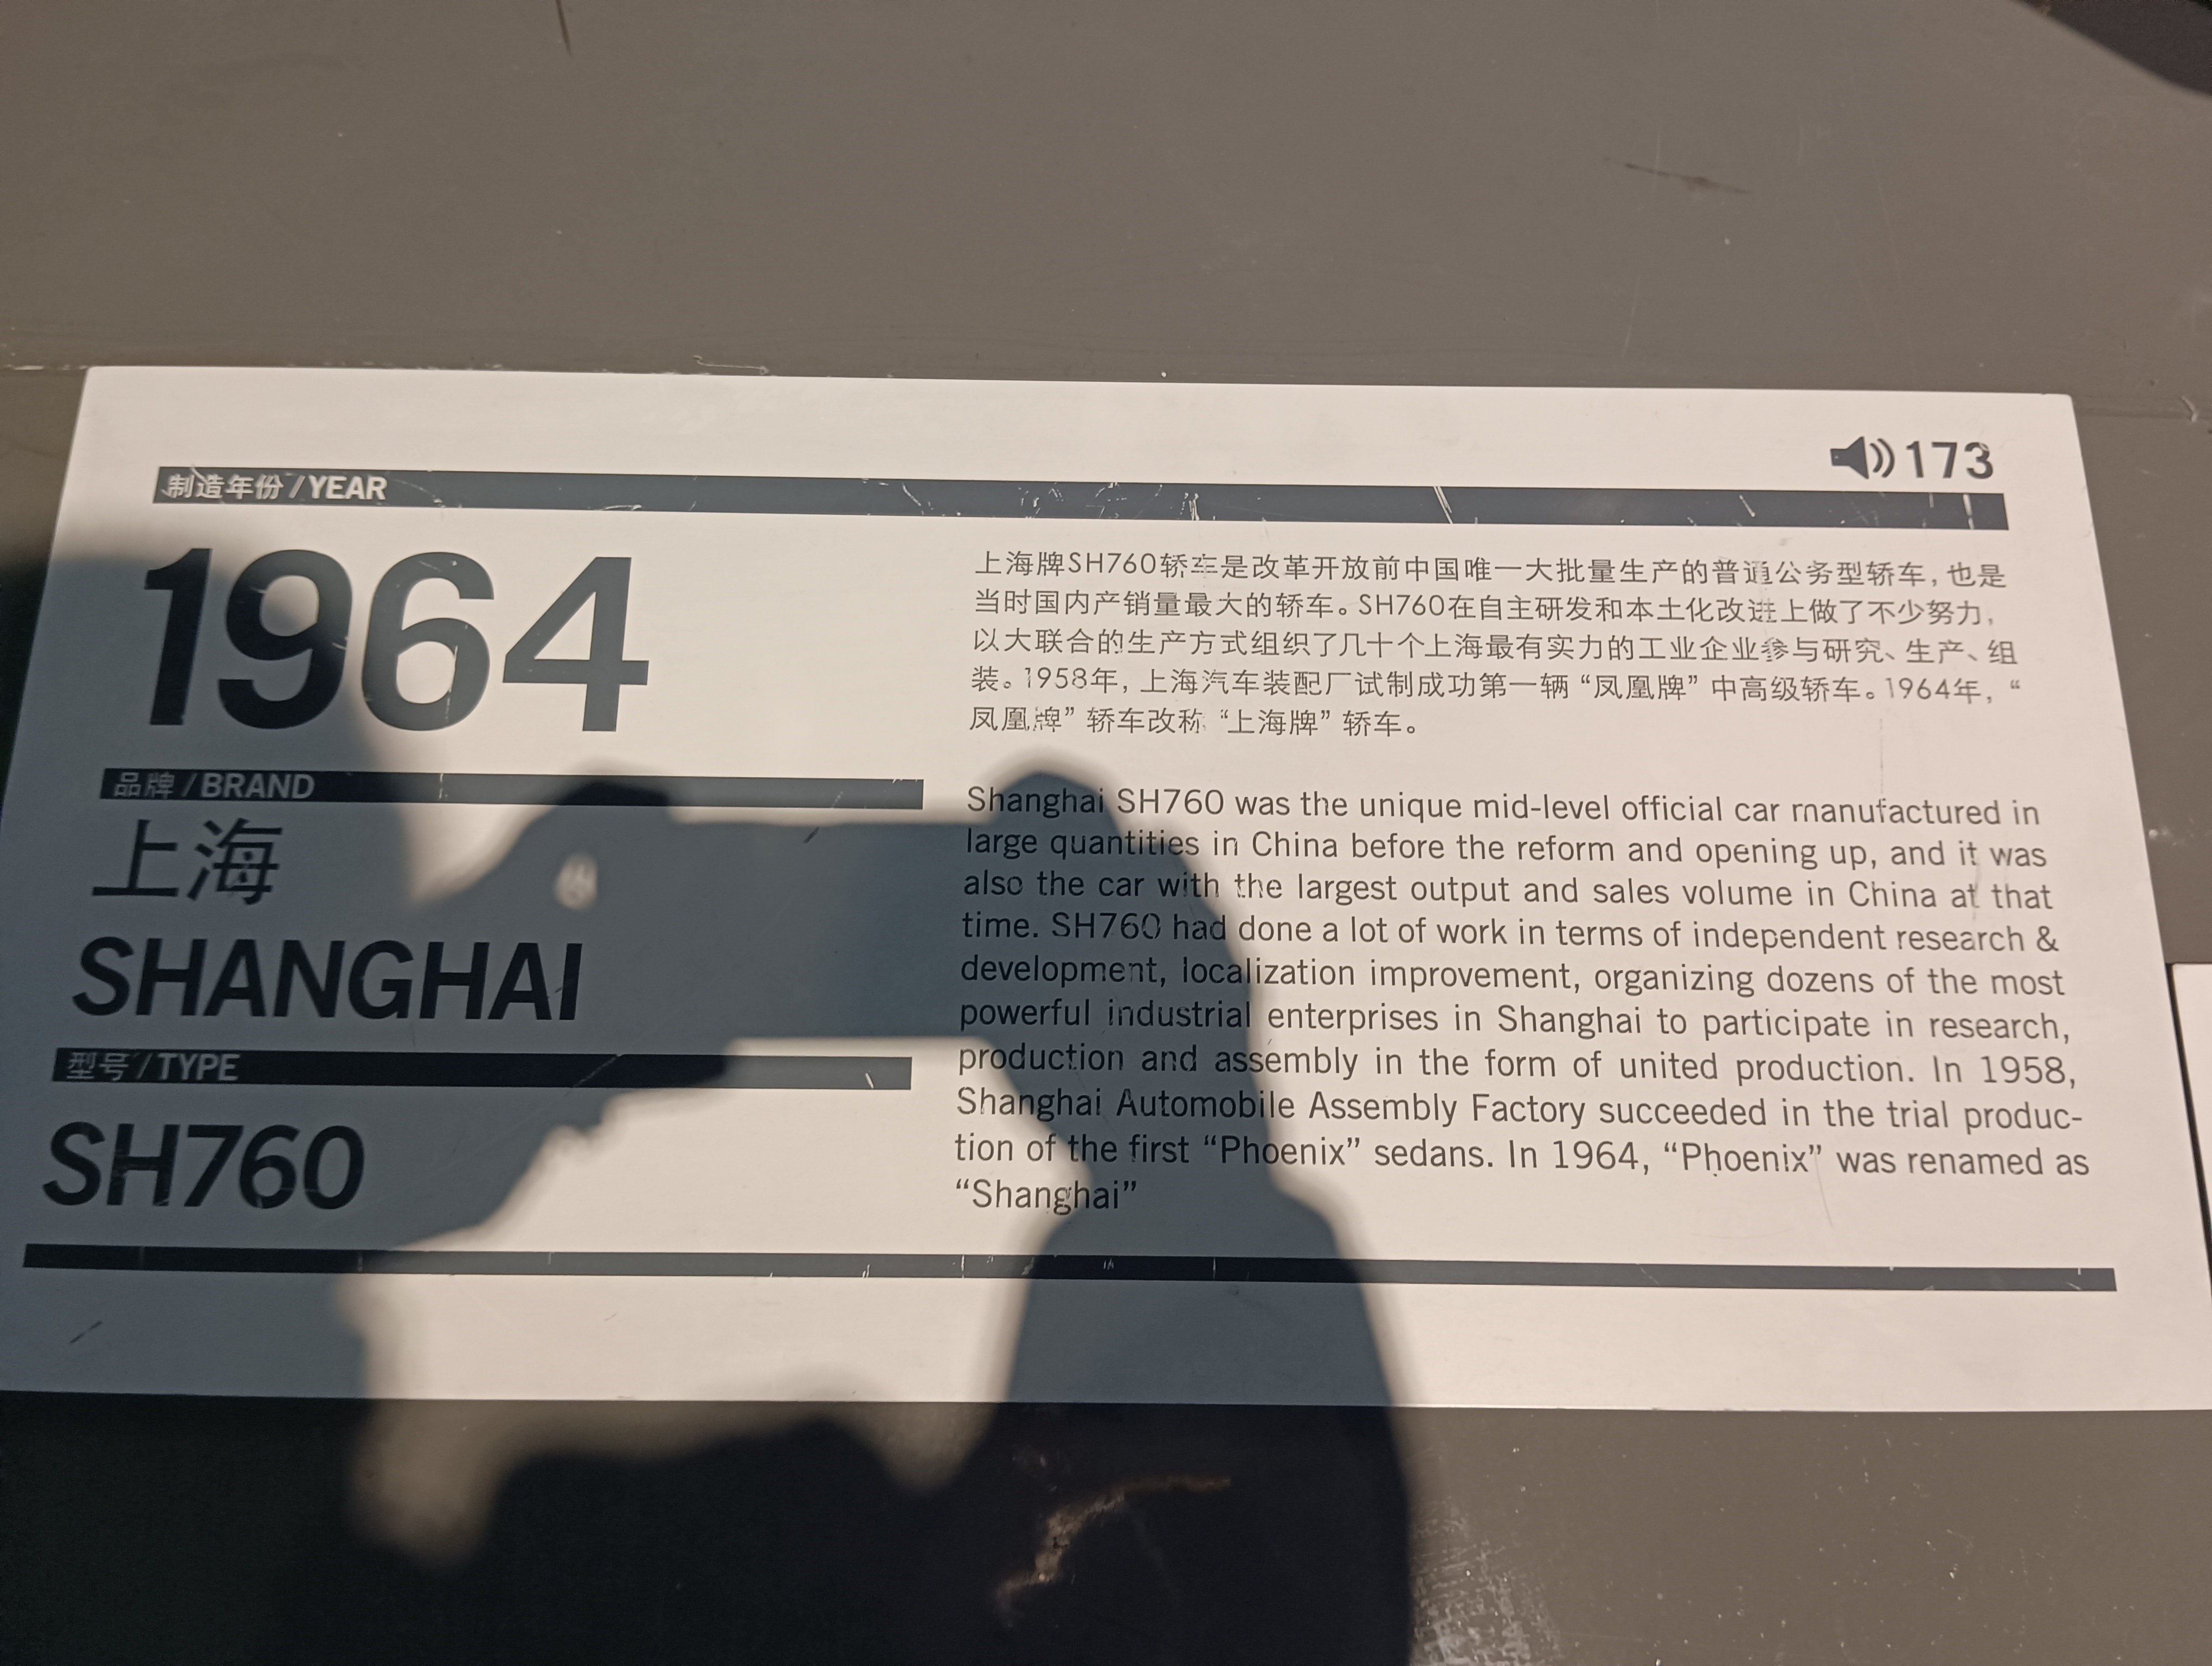 173
制造年份/YEAR
1964
品牌/BRAND
上海
SHANGHAI
型号/TYPE
SH760
上海牌SH760轿车是改革开放前中国唯一大批量生产的普通公务型轿车,也是
当时国内产销量最大的轿车。SH760在自主研发和本土化改进上做了不少努力,
以大联合的生产方式组织了几十个上海最有实力的工业企业参与研究、生产、组
装。1958年,上海汽车装配厂试制成功第一辆“凤凰牌”中高级轿车。1964年,“
凤凰牌”轿车改称“上海牌”轿车。
Shanghai SH760 was the unique mid-level official car manufactured in
large quantities in China before the reform and opening up, and it was
also the car with the largest output and sales volume in China at that
time. SH760 had done a lot of work in terms of independent research &
development, localization improvement, organizing dozens of the most
powerful industrial enterprises in Shanghai to participate in research,
production and assembly in the form of united production. In 1958,
Shanghai Automobile Assembly Factory succeeded in the trial produc-
tion of the first “Phoenix” sedans. In 1964, “Phoenix” was renamed as
“Shanghai”